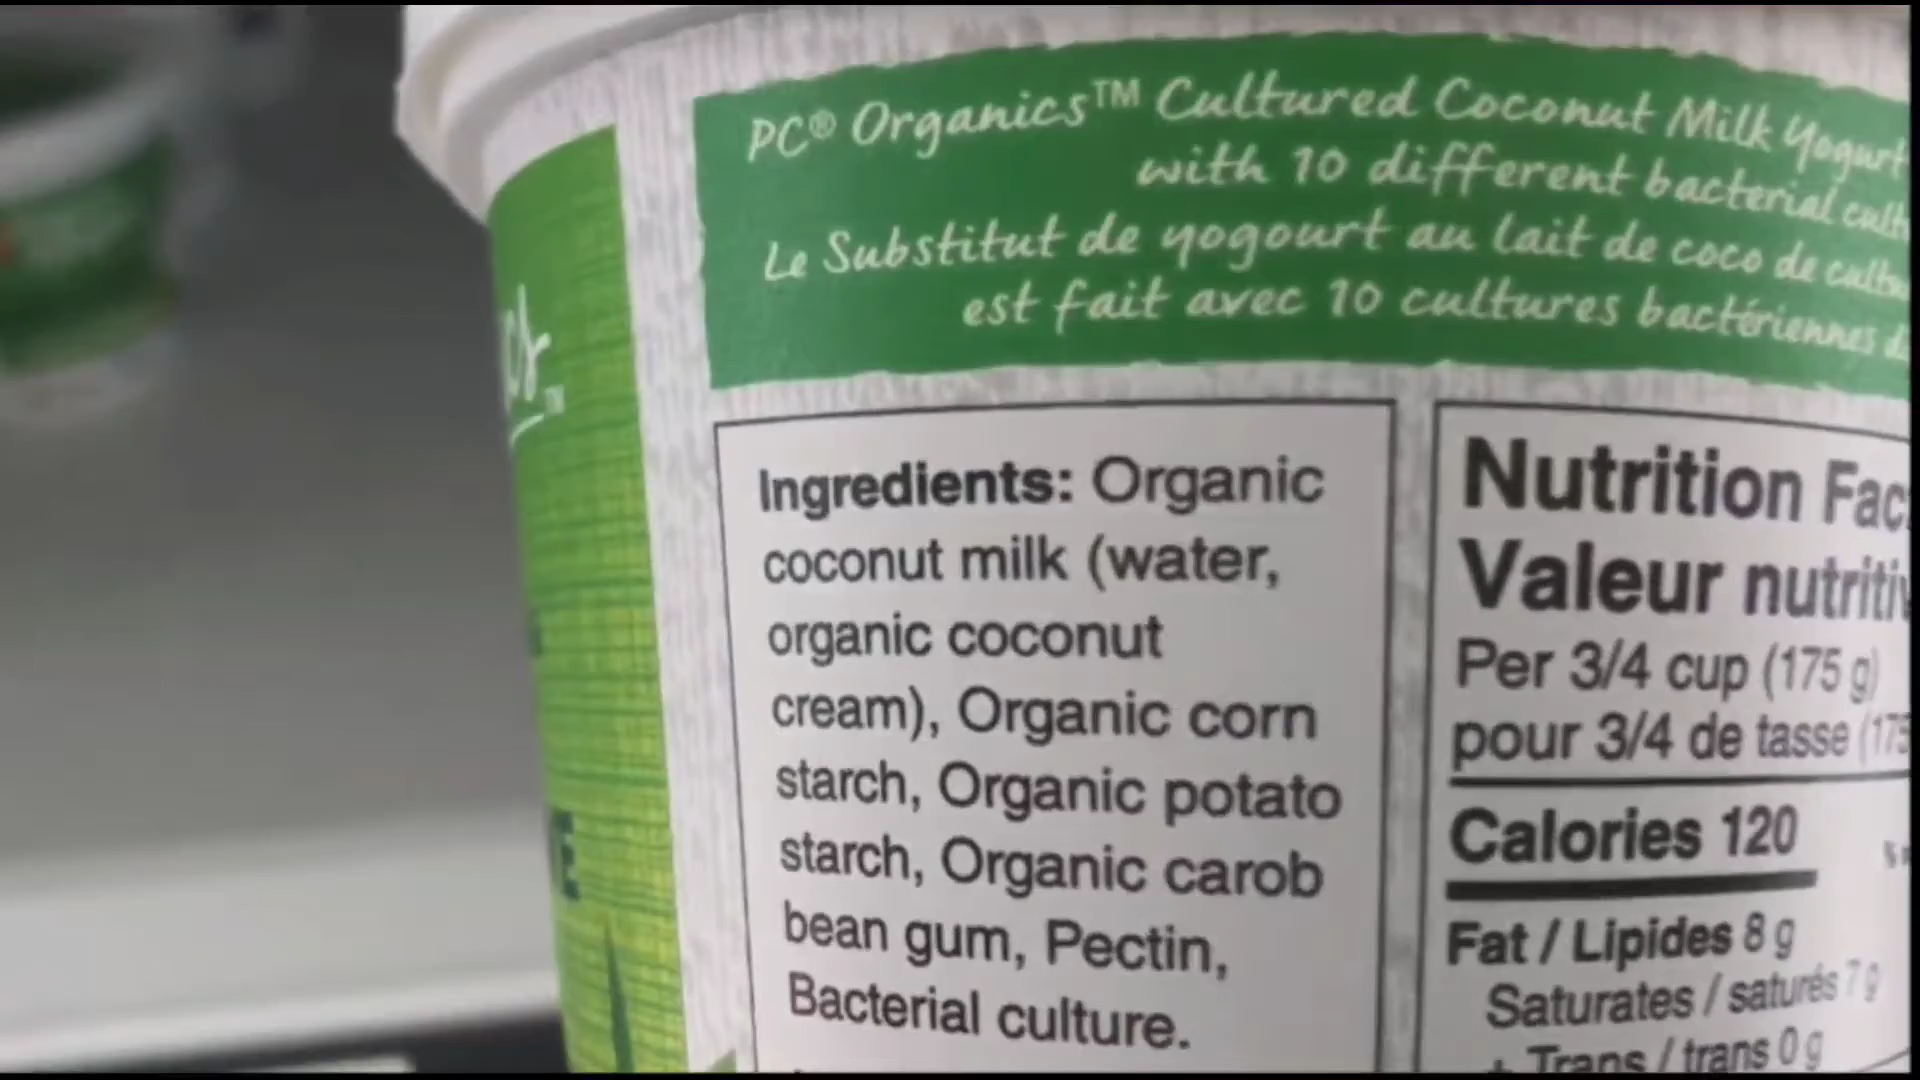 PC® Organics™ Cultured Coconut Milk Yogurt
with 10 different bacterial
Le Substitut de yogourt au lait de coco de
est fait avec 10 cultures bactériennes
Ingredients: Organic
coconut milk (water,
organic coconut
cream), Organic corn
starch, Organic potato
starch, Organic carob
bean gum, Pectin,
Bacterial culture.
Nutrition
Valeur
Per 3/4 cup (175 g)
pour 3/4 de tasse
Calories 120
Fat / Lipides 8 g
Saturates / saturés 7 g
+ Trans / trans 0 g
TM